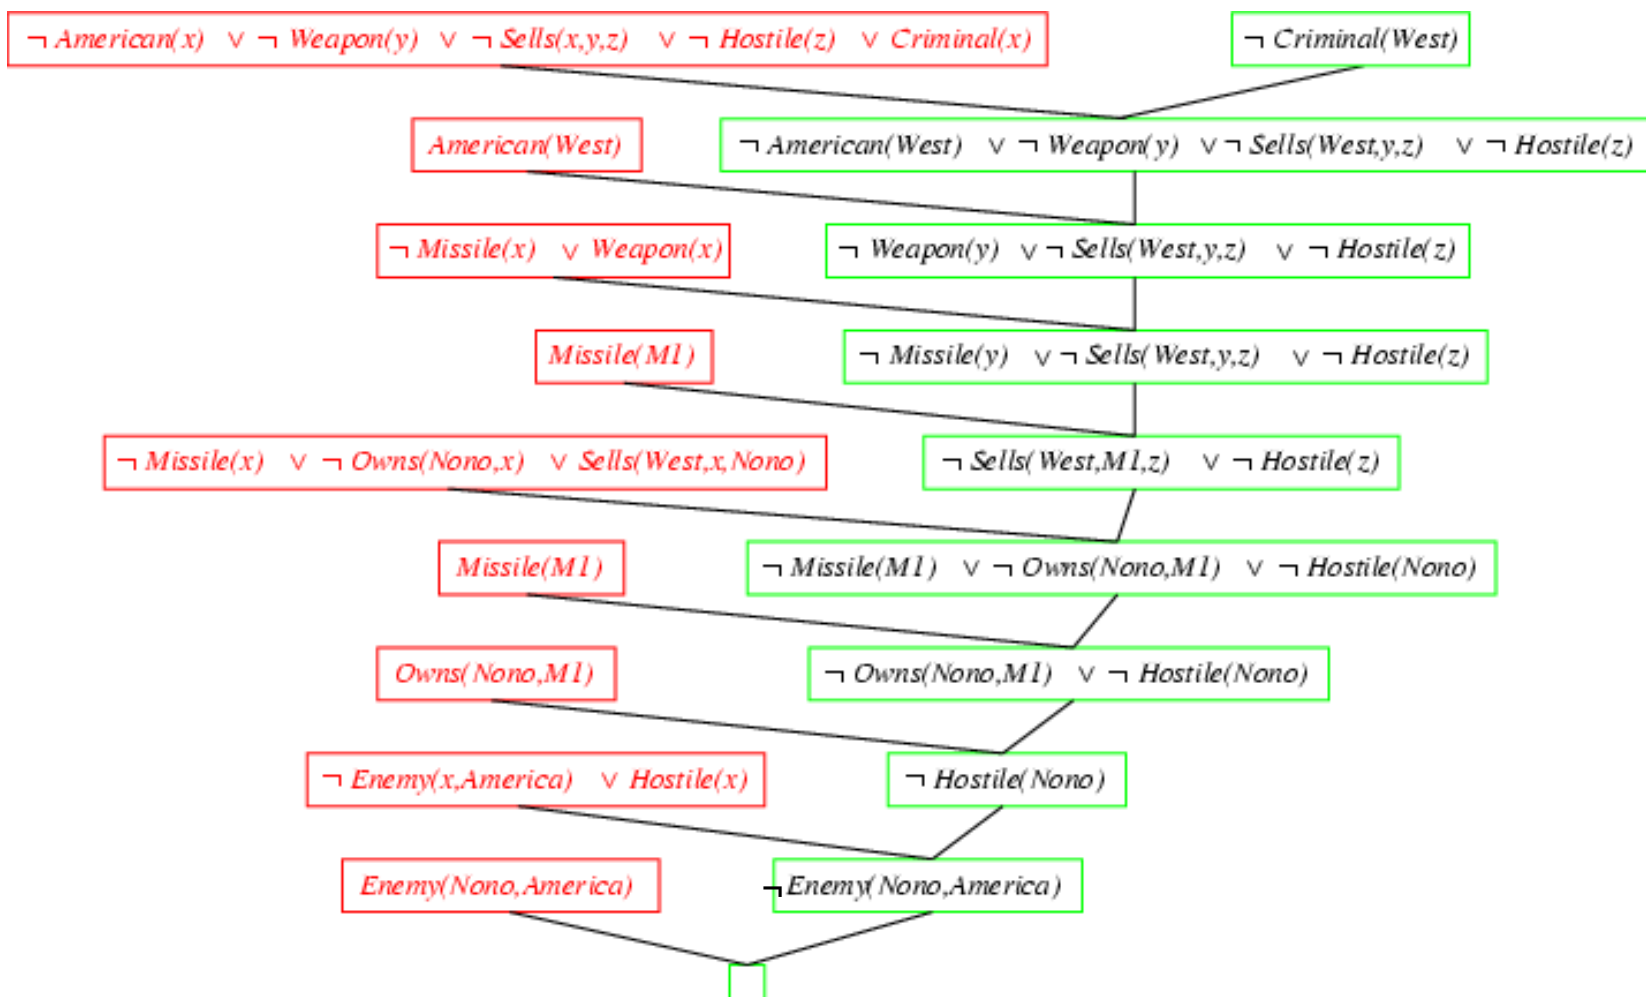 ¬ American(x) ∨ ¬ Weapon(y) ∨ ¬ Sells(x,y,z) ∨ ¬ Hostile(z) ∨ Criminal(x)
¬ Criminal(West)
American(West)
¬ American(West) ∨ ¬ Weapon(y) ∨ ¬ Sells(West,y,z) ∨ ¬ Hostile(z)
¬ Missile(x) ∨ Weapon(x)
¬ Weapon(y) ∨ ¬ Sells(West,y,z) ∨ ¬ Hostile(z)
Missile(M1)
¬ Missile(y) ∨ ¬ Sells(West,y,z) ∨ ¬ Hostile(z)
¬ Missile(x) ∨ ¬ Owns(Nono,x) ∨ Sells(West,x,Nono)
¬ Sells(West,M1,z) ∨ ¬ Hostile(z)
Missile(M1)
¬ Missile(M1) ∨ ¬ Owns(Nono,M1) ∨ ¬ Hostile(Nono)
Owns(Nono,M1)
¬ Owns(Nono,M1) ∨ ¬ Hostile(Nono)
¬ Enemy(x,America) ∨ Hostile(x)
¬ Hostile(Nono)
Enemy(Nono,America)
¬ Enemy(Nono,America)